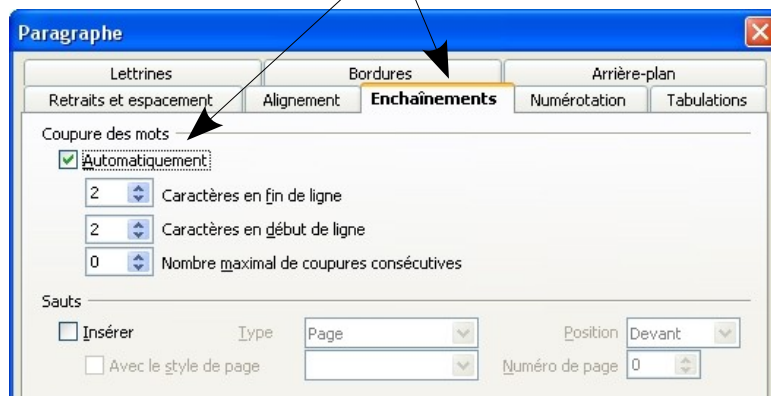 Paragraphe
Lettrines Bordures Arrière-plan
Retraits et espacement Alignement Enchaînements Numérotation Tabulations
Coupure des mots
Automatiquement
2 Caractères en fin de ligne
2 Caractères en début de ligne
0 Nombre maximal de coupures consécutives
Sauts
Insérer Type Page Position Devant
Avec le style de page Numéro de page 0